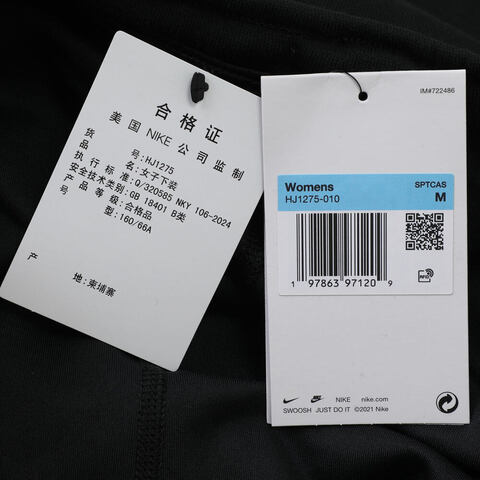 合格证
美国 NIKE 公司监制
货 号: HJ1275
品 名: 女子下装
执行标准: Q/320585 NKY 106-2024
安全技术类别: GB 18401 B类
产品等级: 合格品
型: 160/66A
产 地: 柬埔寨
IM#722486
Womens SPTCAS
HJ1275-010 M
RFID
1 97863 97120 9
NIKE nike.com
SWOOSH JUST DO IT ©2021 Nike